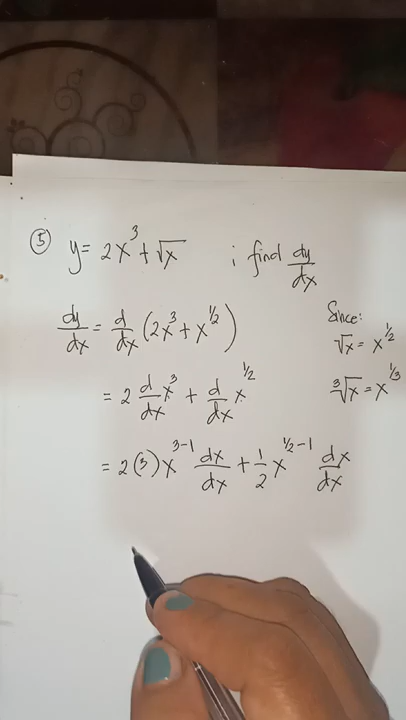 ⑤ y = 2x³ + √x ; find dy/dx
dy/dx = d/dx (2x³ + x^1/2)
Since:
√x = x^1/2
= 2 d/dx x³ + d/dx x^1/2
∛x = x^1/3
= 2(3)x^3-1 dx/dx + 1/2 x^1/2-1 dx/dx